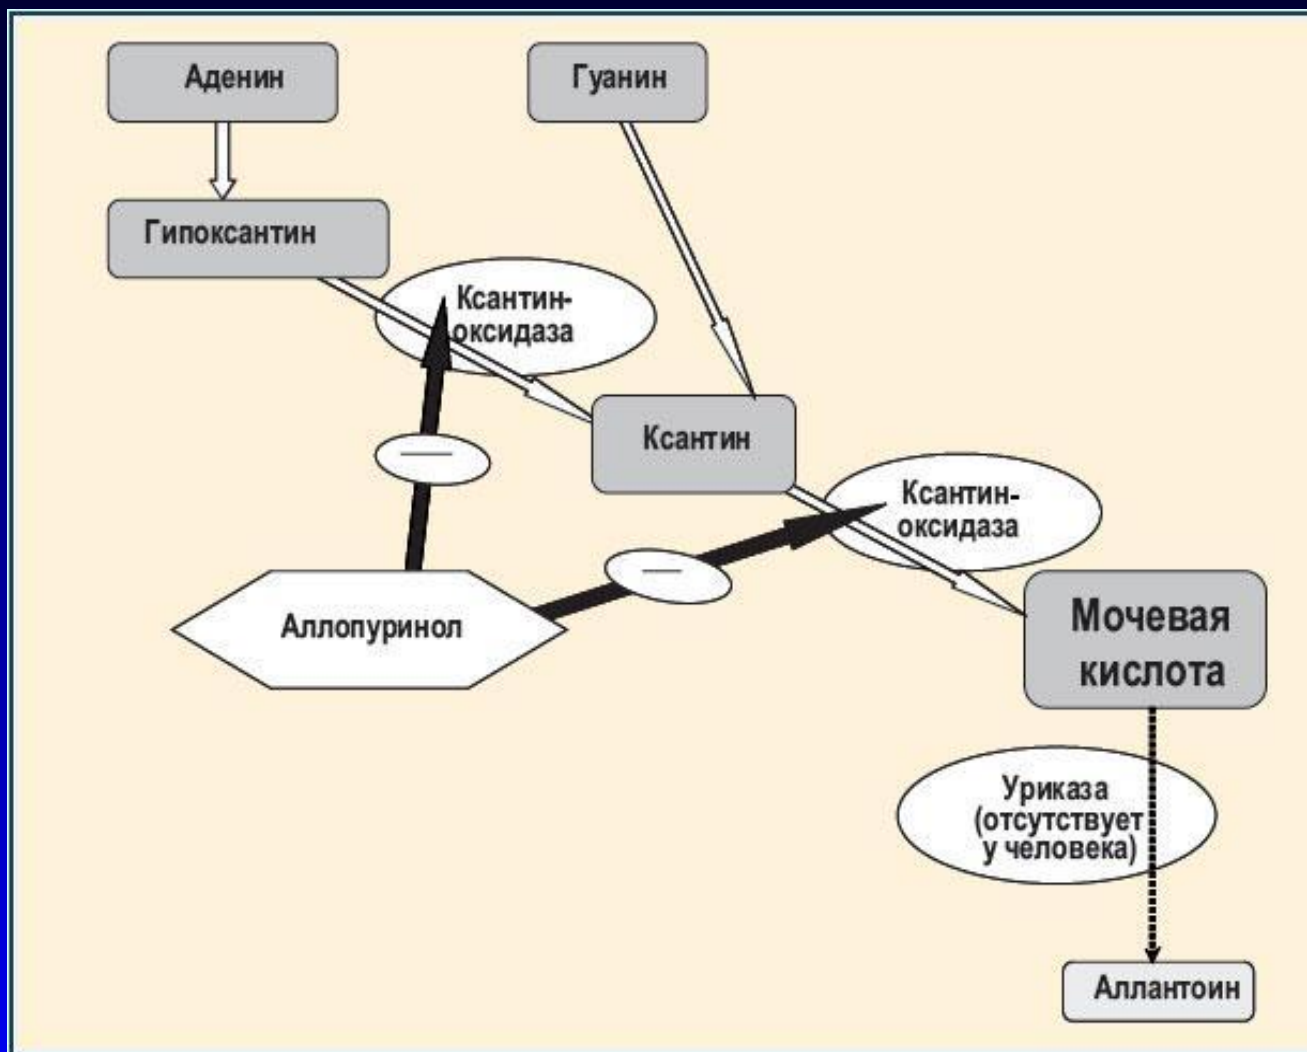 Аденин
Гуанин
Гипоксантин
Ксантин-
оксидаза
Ксантин
Ксантин-
оксидаза
Аллопуринол
Мочевая
кислота
Уриказа
(отсутствует
у человека)
Аллантоин